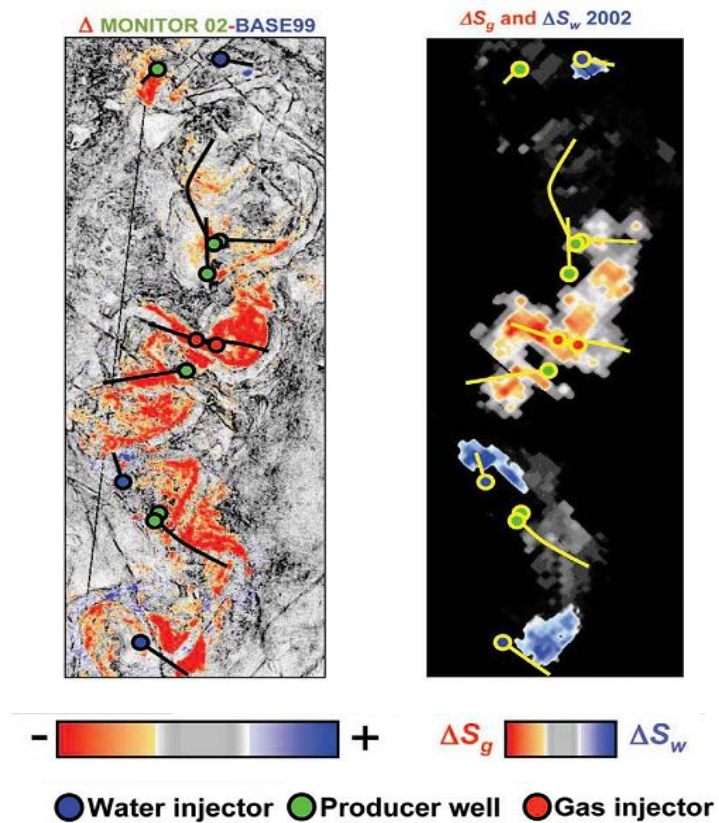 Δ MONITOR 02-BASE99
ΔSg and ΔSw 2002
- +
ΔSg ΔSw
Water injector Producer well Gas injector